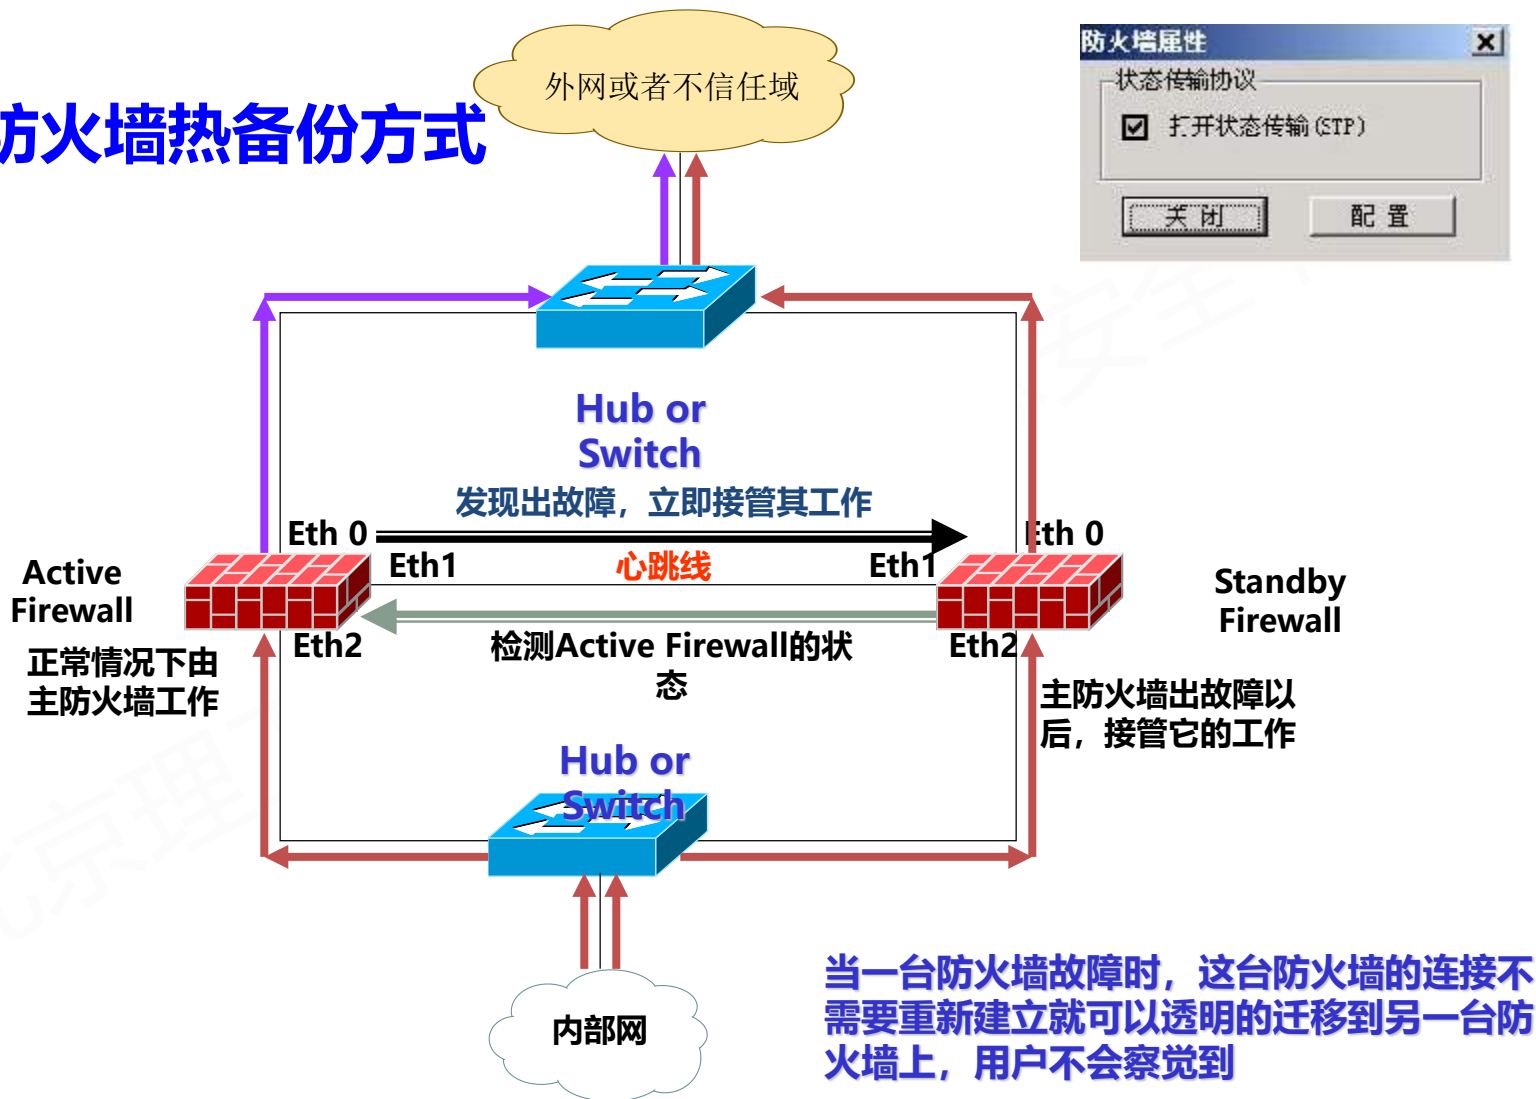 防火墙热备份方式
外网或者不信任域
防火墙属性
状态传输协议
打开状态传输(STP)
关 闭
配 置
Hub or
Switch
发现出故障，立即接管其工作
Eth 0
Eth 0
Eth1
心跳线
Eth1
Active
Firewall
Standby
Firewall
正常情况下由
主防火墙工作
Eth2
检测Active Firewall的状
态
Eth2
主防火墙出故障以
后，接管它的工作
Hub or
Switch
内部网
当一台防火墙故障时，这台防火墙的连接不
需要重新建立就可以透明的迁移到另一台防
火墙上，用户不会察觉到